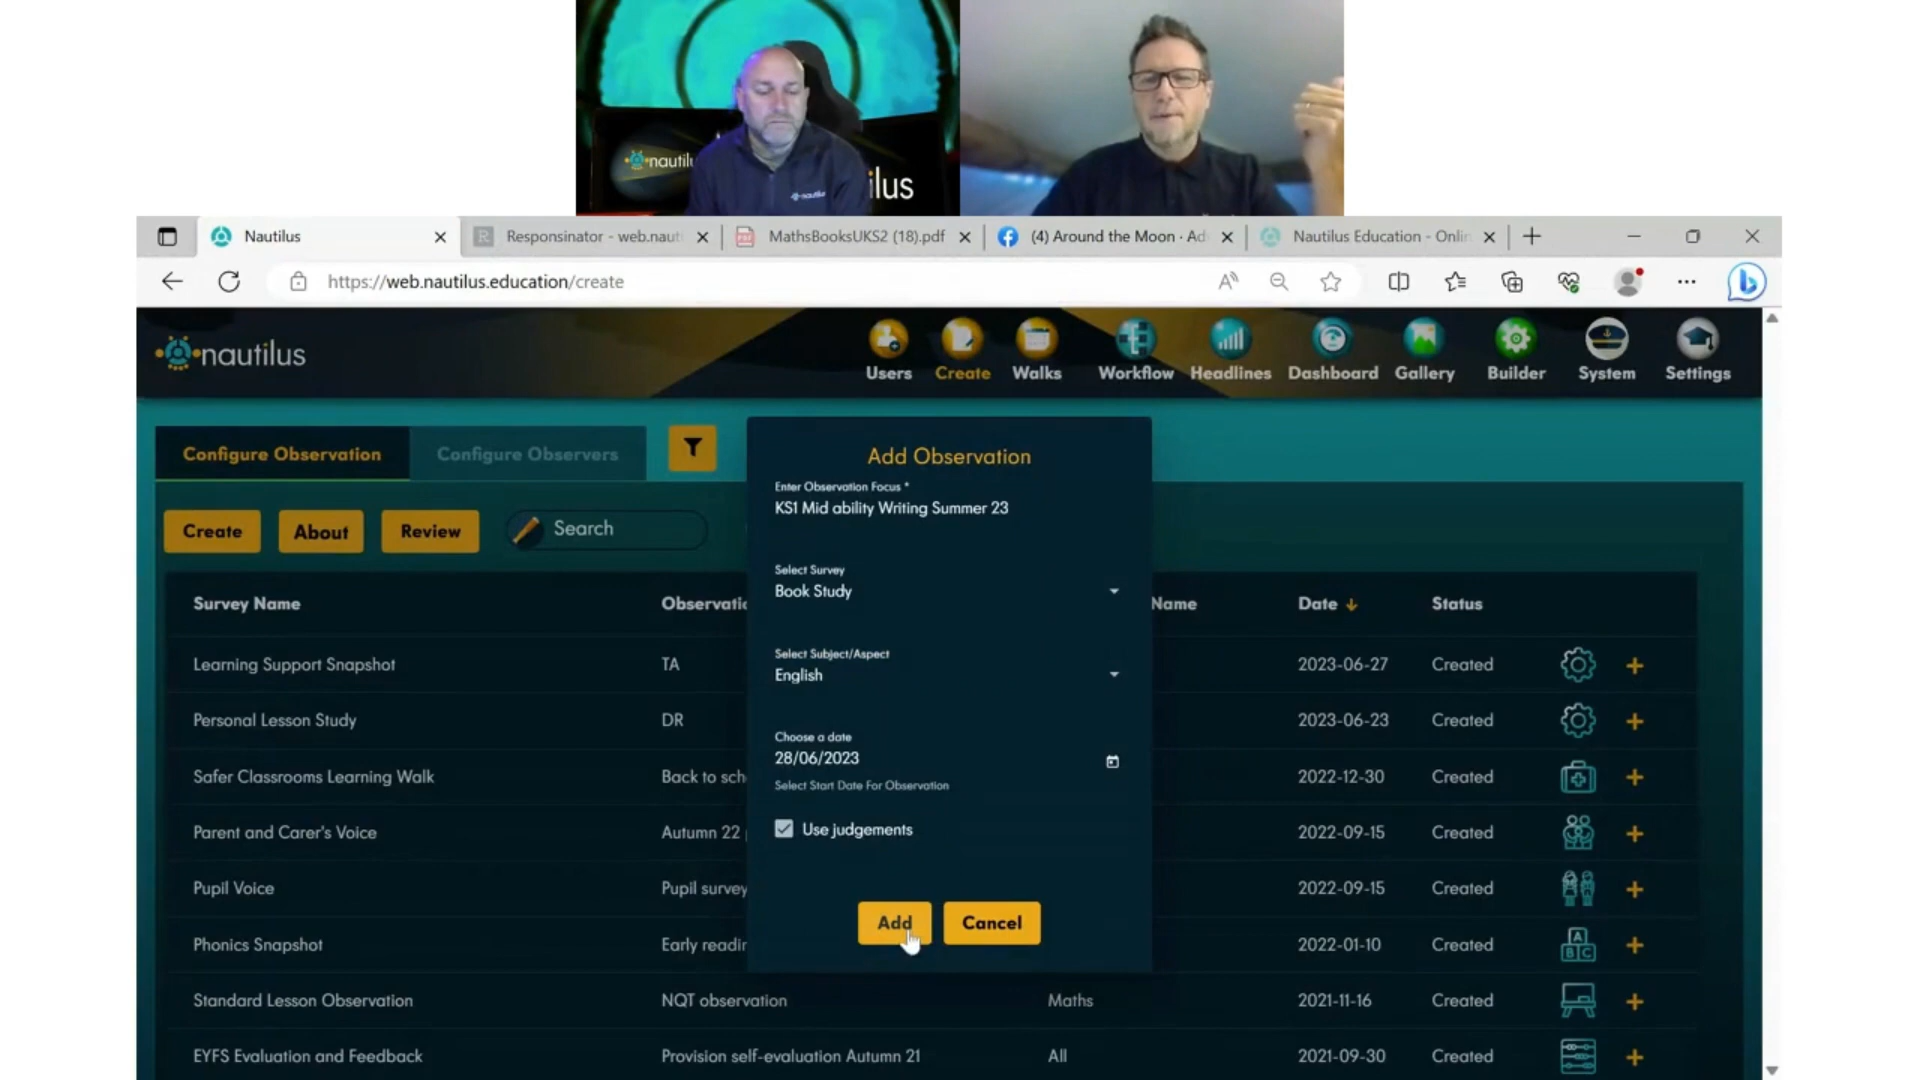 nautilus
ilus
nautilus
Nautilus
Responsinator - web.nauti
MathsBooksUKS2 (18).pdf
(4) Around the Moon · Ad
Nautilus Education - Onlin
https://web.nautilus.education/create
nautilus
Users
Create
Walks
Workflow
Headlines
Dashboard
Gallery
Builder
System
Settings
Configure Observation
Configure Observers
Create
About
Review
Search
Survey Name
Observatio
Name
Date
Status
Learning Support Snapshot
TA
2023-06-27
Created
Personal Lesson Study
DR
2023-06-23
Created
Safer Classrooms Learning Walk
Back to sch
2022-12-30
Created
Parent and Carer's Voice
Autumn 22
2022-09-15
Created
Pupil Voice
Pupil survey
2022-09-15
Created
Phonics Snapshot
Early readin
2022-01-10
Created
A
B C
Standard Lesson Observation
NQT observation
Maths
2021-11-16
Created
EYFS Evaluation and Feedback
Provision self-evaluation Autumn 21
All
2021-09-30
Created
Add Observation
Enter Observation Focus *
KS1 Mid ability Writing Summer 23
Select Survey
Book Study
Select Subject/Aspect
English
Choose a date
28/06/2023
Select Start Date For Observation
Use judgements
Add
Cancel